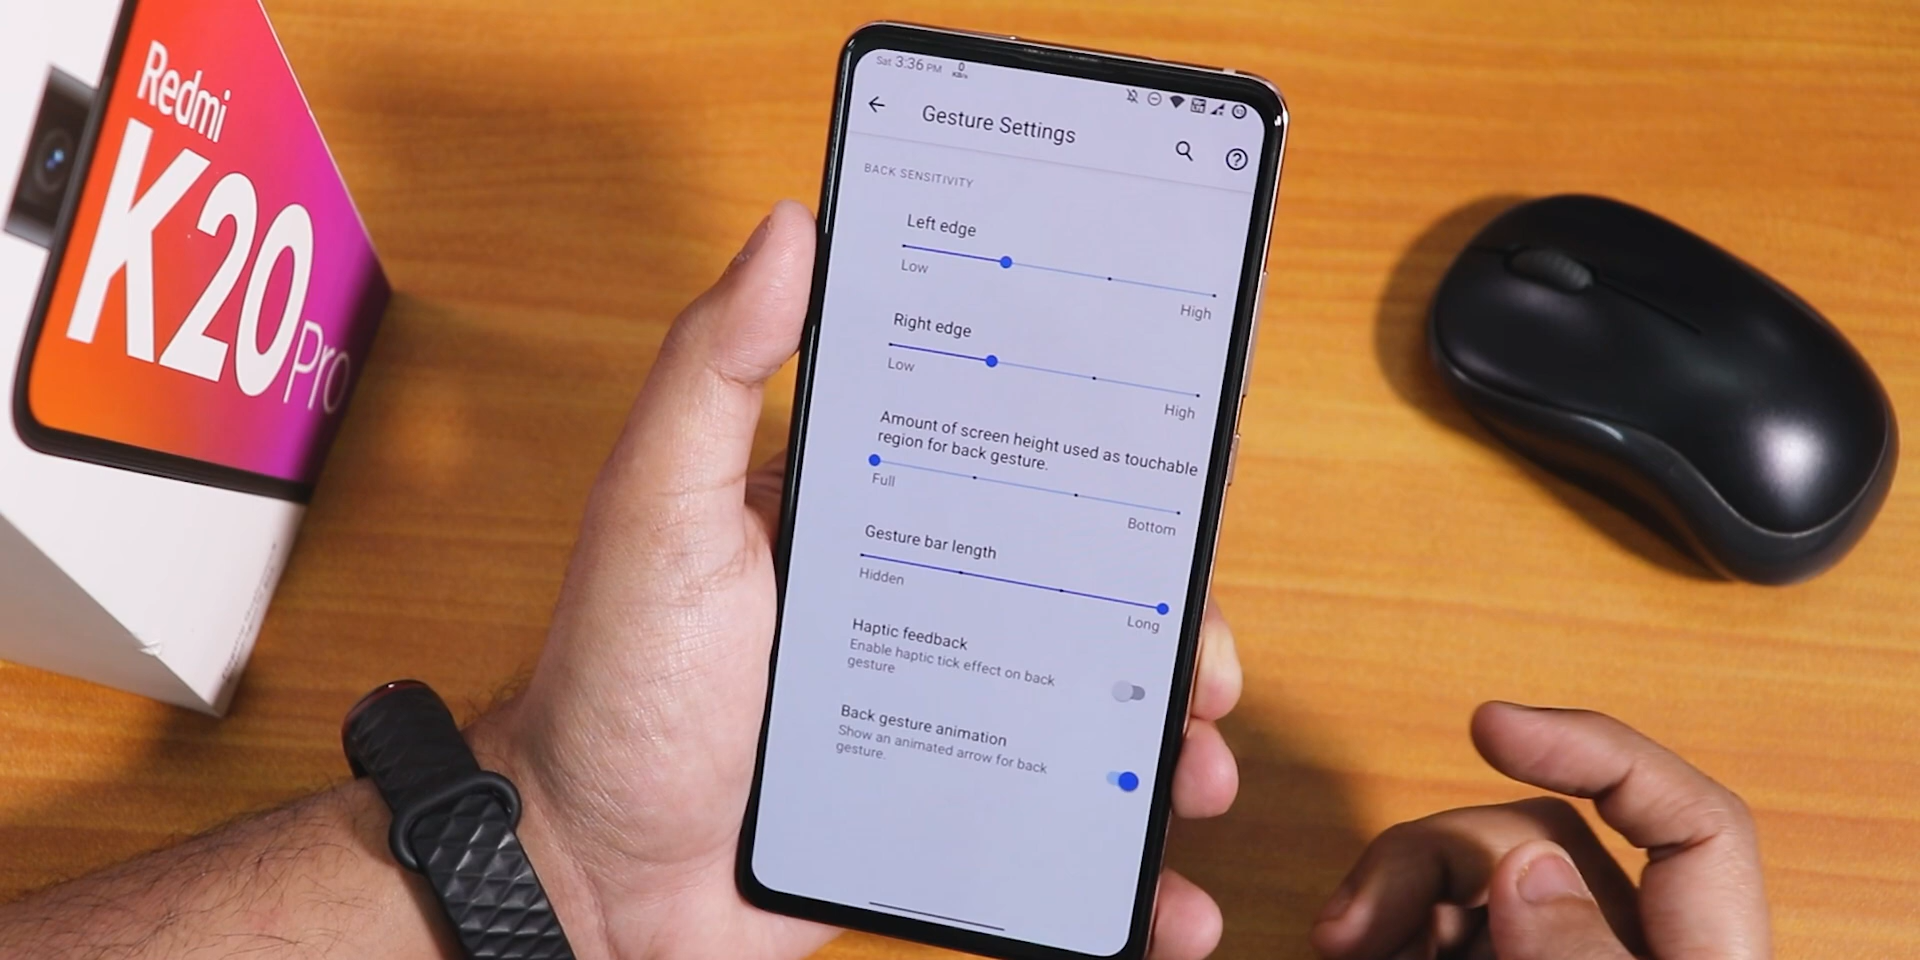 Redmi
K20 Pro
Sat 3:36 PM 0
KB/s
Gesture Settings
BACK SENSITIVITY
Left edge
Low
High
Right edge
Low
High
Amount of screen height used as touchable
region for back gesture.
Full
Bottom
Gesture bar length
Hidden
Long
Haptic feedback
Enable haptic tick effect on back
gesture
Back gesture animation
Show an animated arrow for back
gesture.